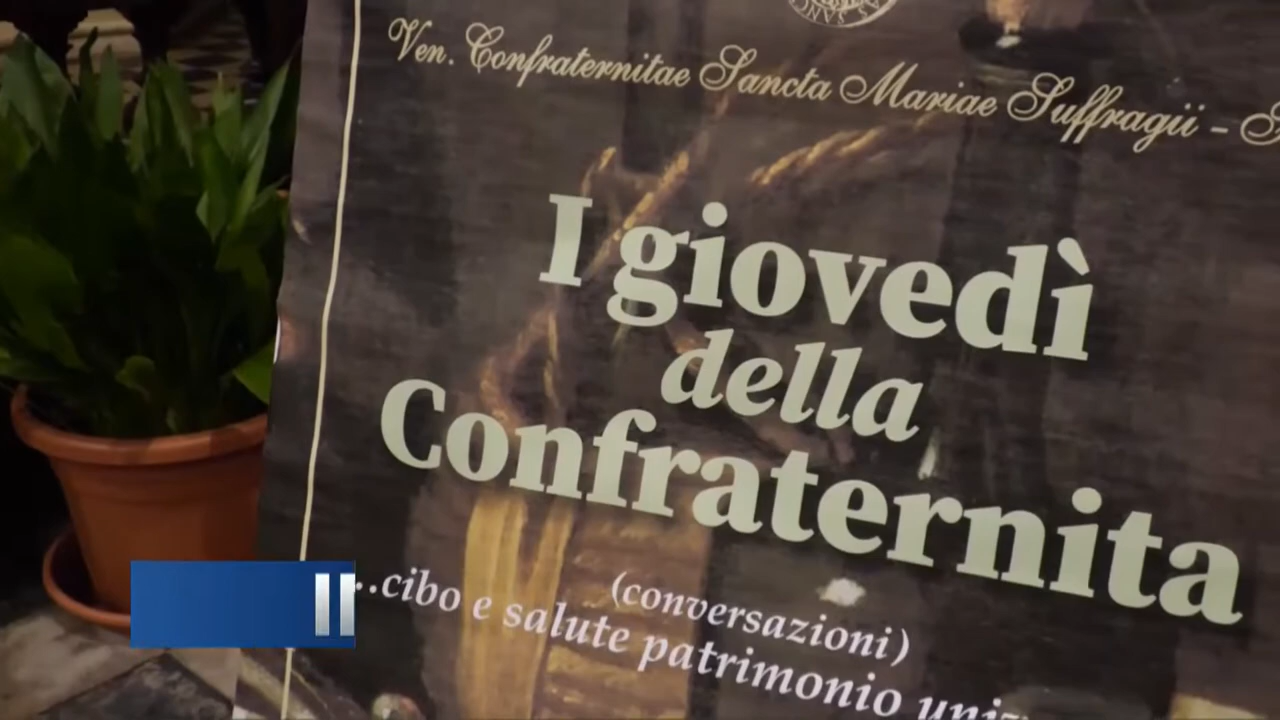 Ven. Confraternitae Sancta Mariae Suffragii -
I giovedì
della
Confraternita
(conversazioni)
...cibo e salute patrimonio